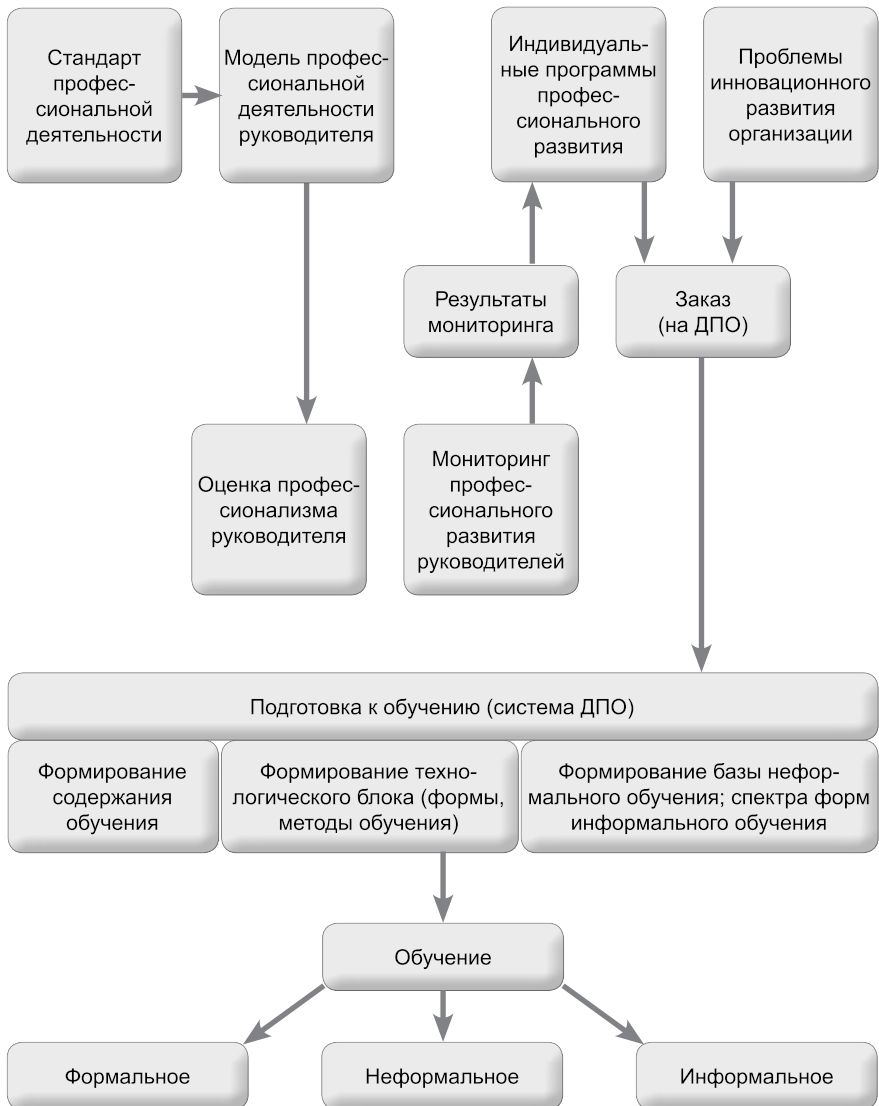 Стандарт
профес-
сиональной
деятельности
Модель профес-
сиональной
деятельности
руководителя
Индивидуаль-
ные программы
профес-
сионального
развития
Проблемы
инновационного
развития
организации
Результаты
мониторинга
Заказ
(на ДПО)
Оценка профес-
сионализма
руководителя
Мониторинг
профес-
сионального
развития
руководителей
Подготовка к обучению (система ДПО)
Формирование
содержания
обучения
Формирование техно-
логического блока (формы,
методы обучения)
Формирование базы нефор-
мального обучения; спектра форм
информального обучения
Обучение
Формальное
Неформальное
Информальное